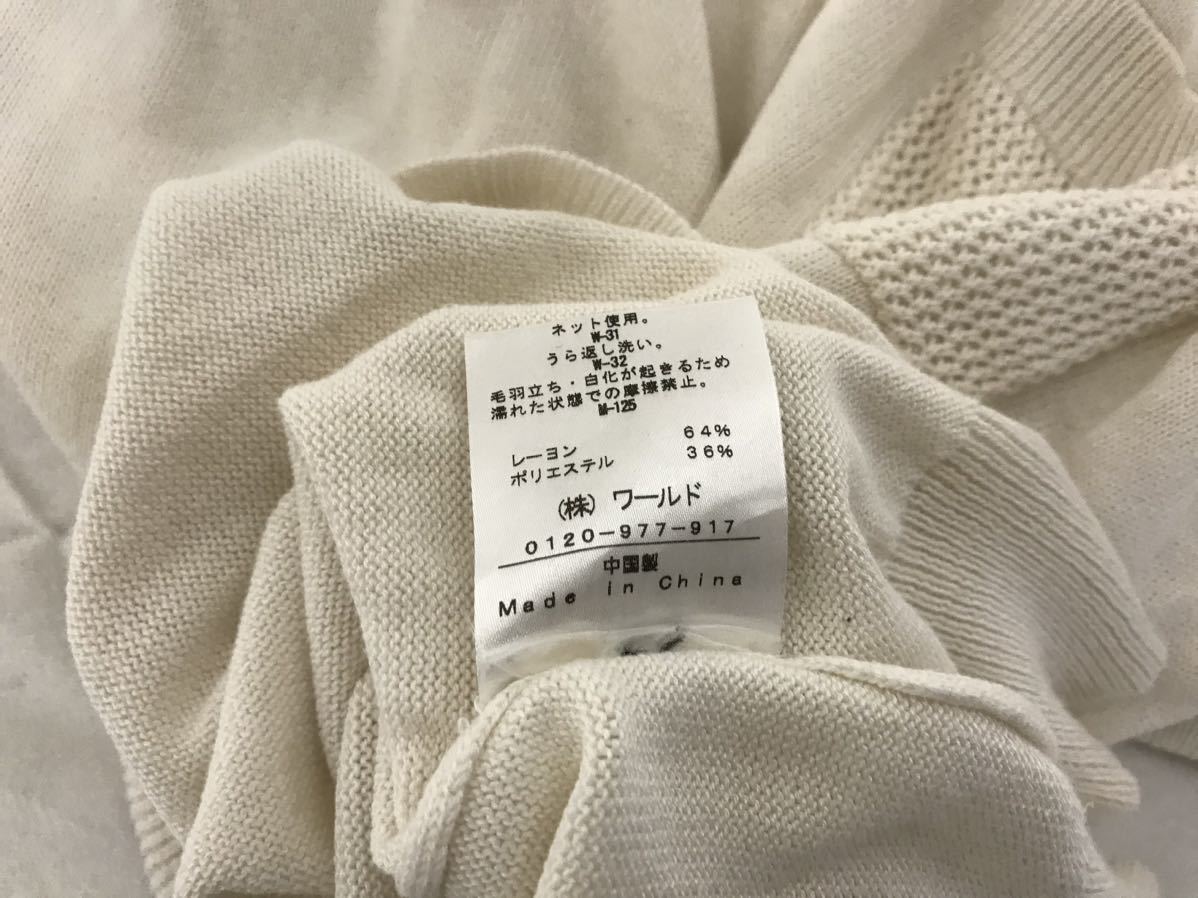 ネット使用。
W-31
うら返し洗い。
W-32
毛羽立ち・白化が起きるため
濡れた状態での摩擦禁止。
M-125
レーヨン 64%
ポリエステル 36%
(株) ワールド
0120-977-917
中国製
Made in China